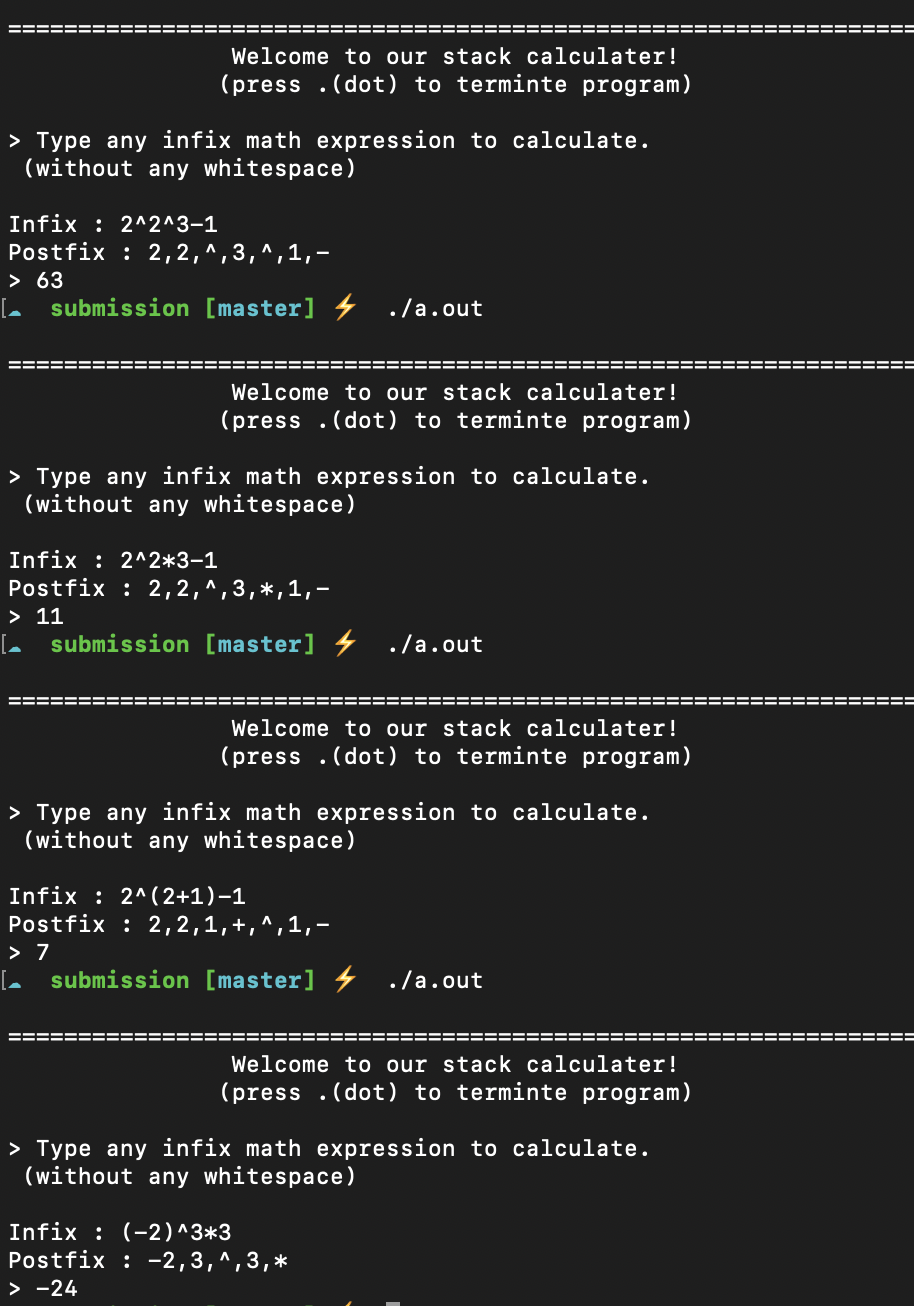 =================================================================
Welcome to our stack calculater!
(press .(dot) to terminte program)
> Type any infix math expression to calculate.
(without any whitespace)
Infix : 2^2^3-1
Postfix : 2,2,^,3,^,1,-
> 63
[☁ submission [master] ⚡ ./a.out
=================================================================
Welcome to our stack calculater!
(press .(dot) to terminte program)
> Type any infix math expression to calculate.
(without any whitespace)
Infix : 2^2*3-1
Postfix : 2,2,^,3,*,1,-
> 11
[☁ submission [master] ⚡ ./a.out
=================================================================
Welcome to our stack calculater!
(press .(dot) to terminte program)
> Type any infix math expression to calculate.
(without any whitespace)
Infix : 2^(2+1)-1
Postfix : 2,2,1,+,^,1,-
> 7
[☁ submission [master] ⚡ ./a.out
=================================================================
Welcome to our stack calculater!
(press .(dot) to terminte program)
> Type any infix math expression to calculate.
(without any whitespace)
Infix : (-2)^3*3
Postfix : -2,3,^,3,*
> -24